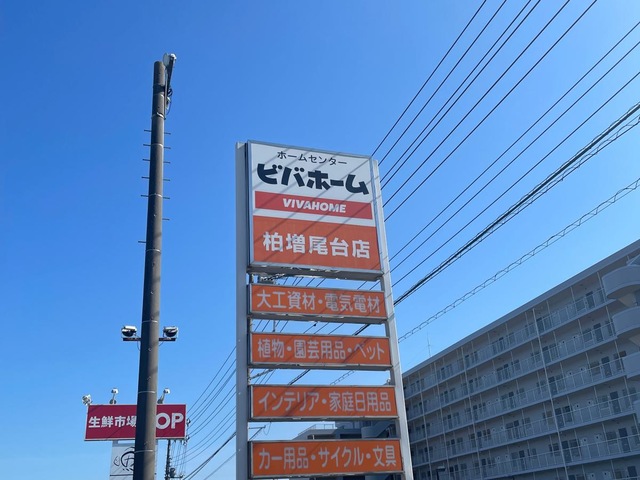 ホームセンター
ビバホーム
VIVAHOME
柏増尾台店
大工資材・電気電材
植物・園芸用品・ペット
インテリア・家庭日用品
カー用品・サイクル・文具
生鮮市場 OP